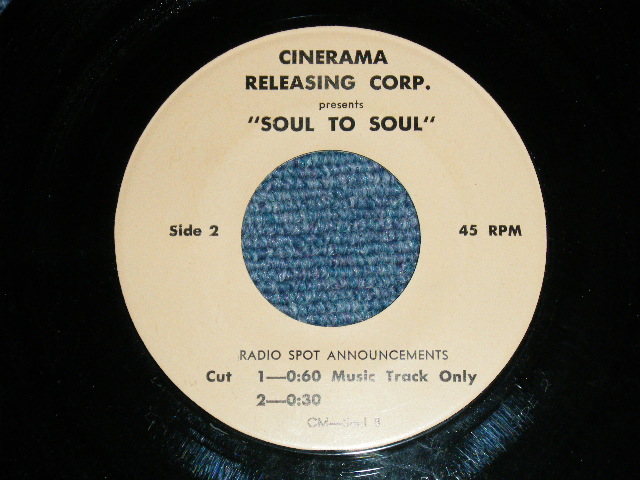 CINERAMA
RELEASING CORP.
presents
"SOUL TO SOUL"
Side 2
45 RPM
RADIO SPOT ANNOUNCEMENTS
Cut 1—0:60 Music Track Only
2—0:30